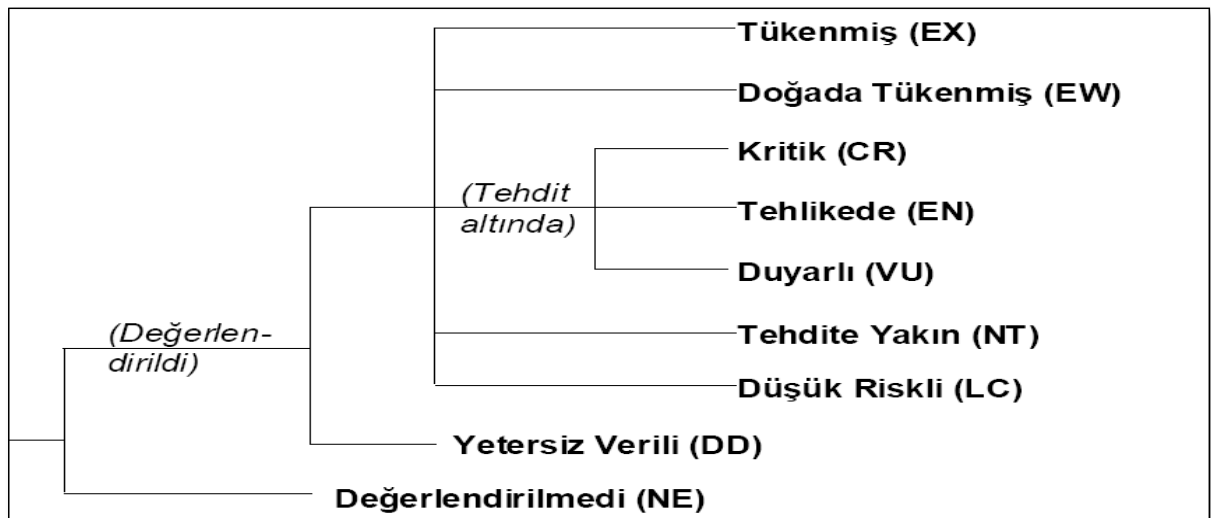 Tükenmiş (EX)
Doğada Tükenmiş (EW)
Kritik (CR)
(Tehdit
altında)
Tehlikede (EN)
Duyarlı (VU)
(Değerlen-
dirildi)
Tehdite Yakın (NT)
Düşük Riskli (LC)
Yetersiz Verili (DD)
Değerlendirilmedi (NE)